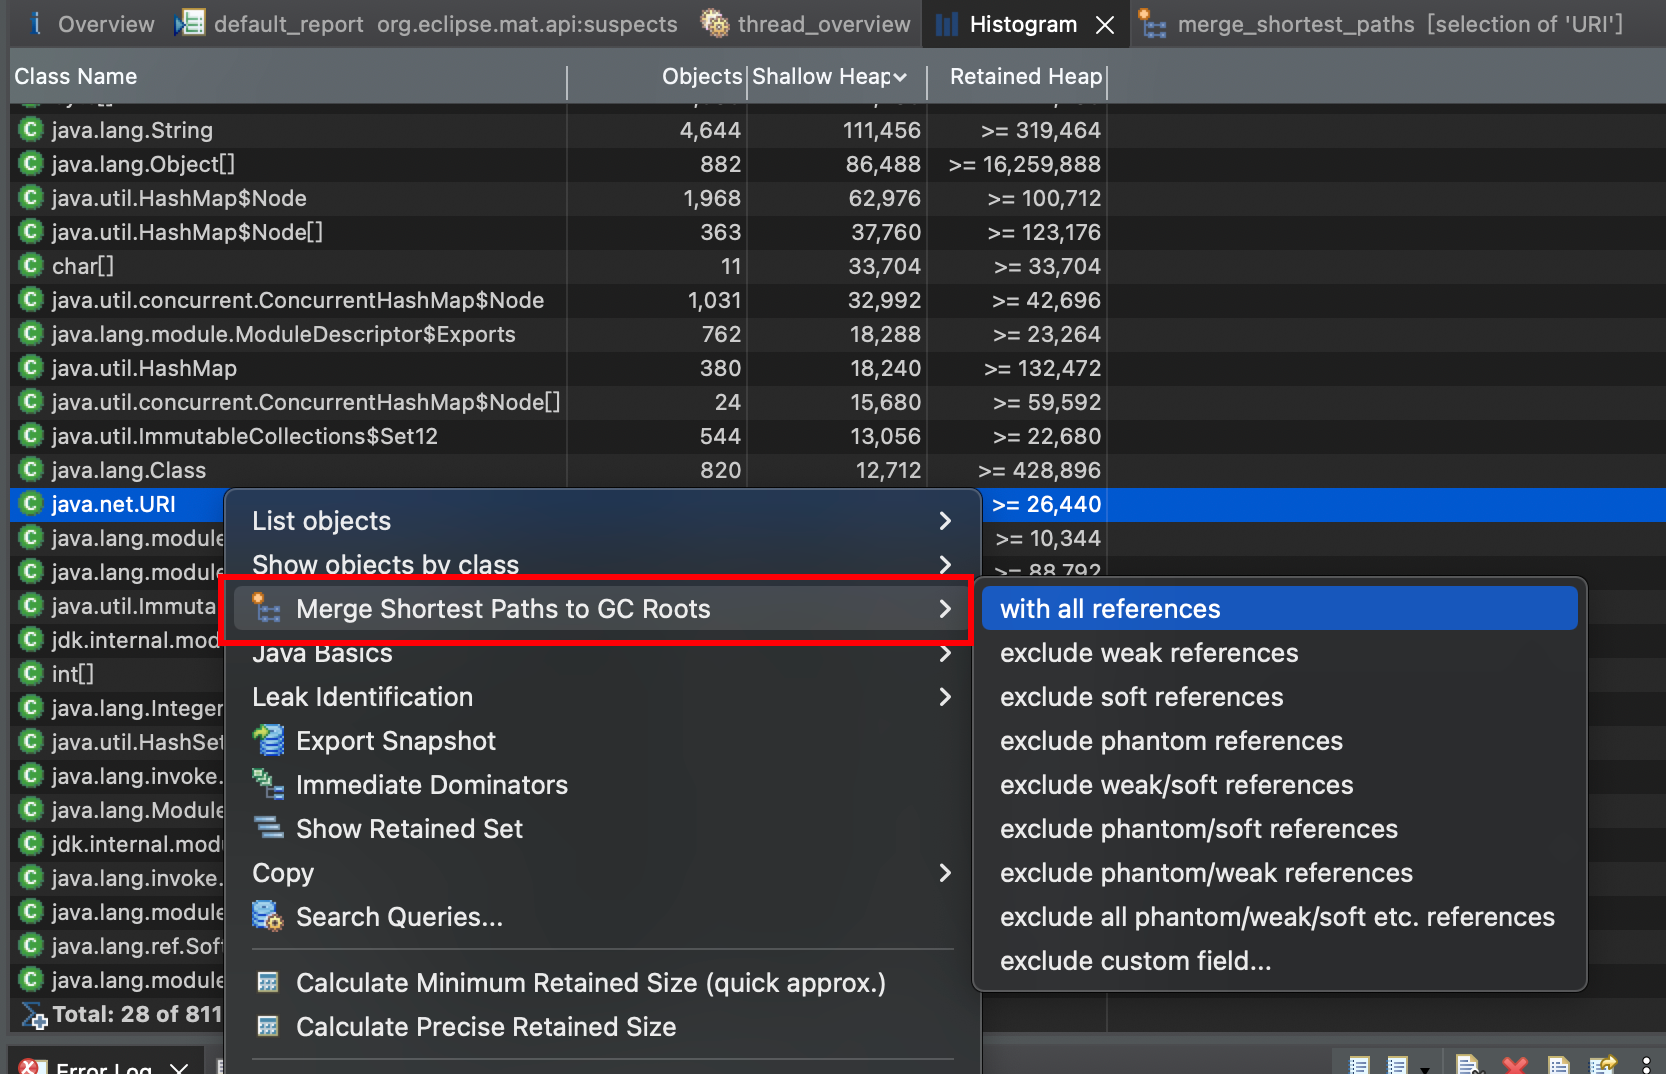 Overview default_report org.eclipse.mat.api:suspects thread_overview Histogram merge_shortest_paths [selection of 'URI']
Class Name Objects Shallow Heap Retained Heap
java.lang.String 4,644 111,456 >= 319,464
java.lang.Object[] 882 86,488 >= 16,259,888
java.util.HashMap$Node 1,968 62,976 >= 100,712
java.util.HashMap$Node[] 363 37,760 >= 123,176
char[] 11 33,704 >= 33,704
java.util.concurrent.ConcurrentHashMap$Node 1,031 32,992 >= 42,696
java.lang.module.ModuleDescriptor$Exports 762 18,288 >= 23,264
java.util.HashMap 380 18,240 >= 132,472
java.util.concurrent.ConcurrentHashMap$Node[] 24 15,680 >= 59,592
java.util.ImmutableCollections$Set12 544 13,056 >= 22,680
java.lang.Class 820 12,712 >= 428,896
java.net.URI >= 26,440
java.lang.module >= 10,344
java.lang.module >= 88,792
java.util.Immuta
jdk.internal.mod
int[]
java.lang.Integer
java.util.HashSet
java.lang.invoke.
java.lang.Module
jdk.internal.mod
java.lang.invoke.
java.lang.module
java.lang.ref.Sof
java.lang.module
Total: 28 of 811
List objects
Show objects by class
Merge Shortest Paths to GC Roots
Java Basics
Leak Identification
Export Snapshot
Immediate Dominators
Show Retained Set
Copy
Search Queries...
Calculate Minimum Retained Size (quick approx.)
Calculate Precise Retained Size
with all references
exclude weak references
exclude soft references
exclude phantom references
exclude weak/soft references
exclude phantom/soft references
exclude phantom/weak references
exclude all phantom/weak/soft etc. references
exclude custom field...
Error Log